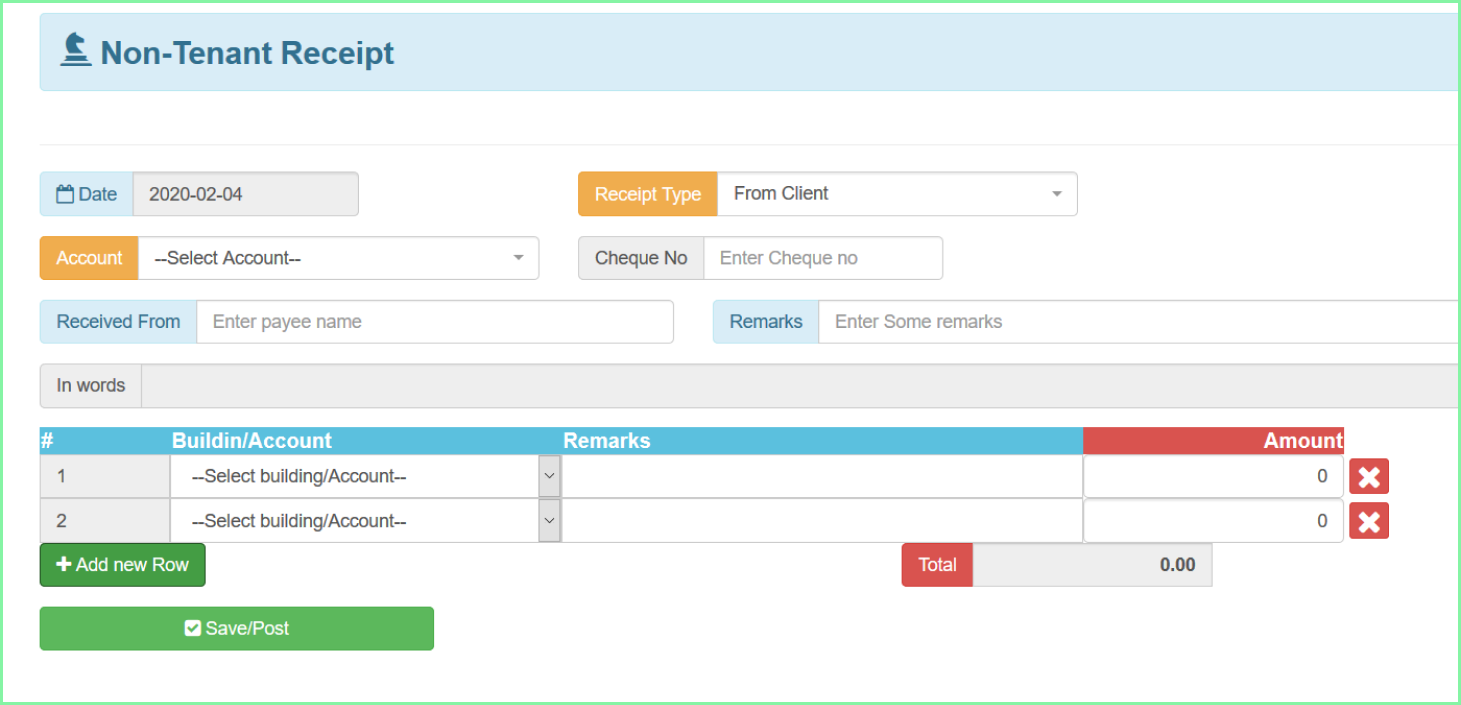 Non-Tenant Receipt
Date 2020-02-04 Receipt Type From Client
Account --Select Account-- Cheque No Enter Cheque no
Received From Enter payee name Remarks Enter Some remarks
In words
# Buildin/Account Remarks Amount
1 --Select building/Account-- 0
2 --Select building/Account-- 0
Add new Row Total 0.00
Save/Post